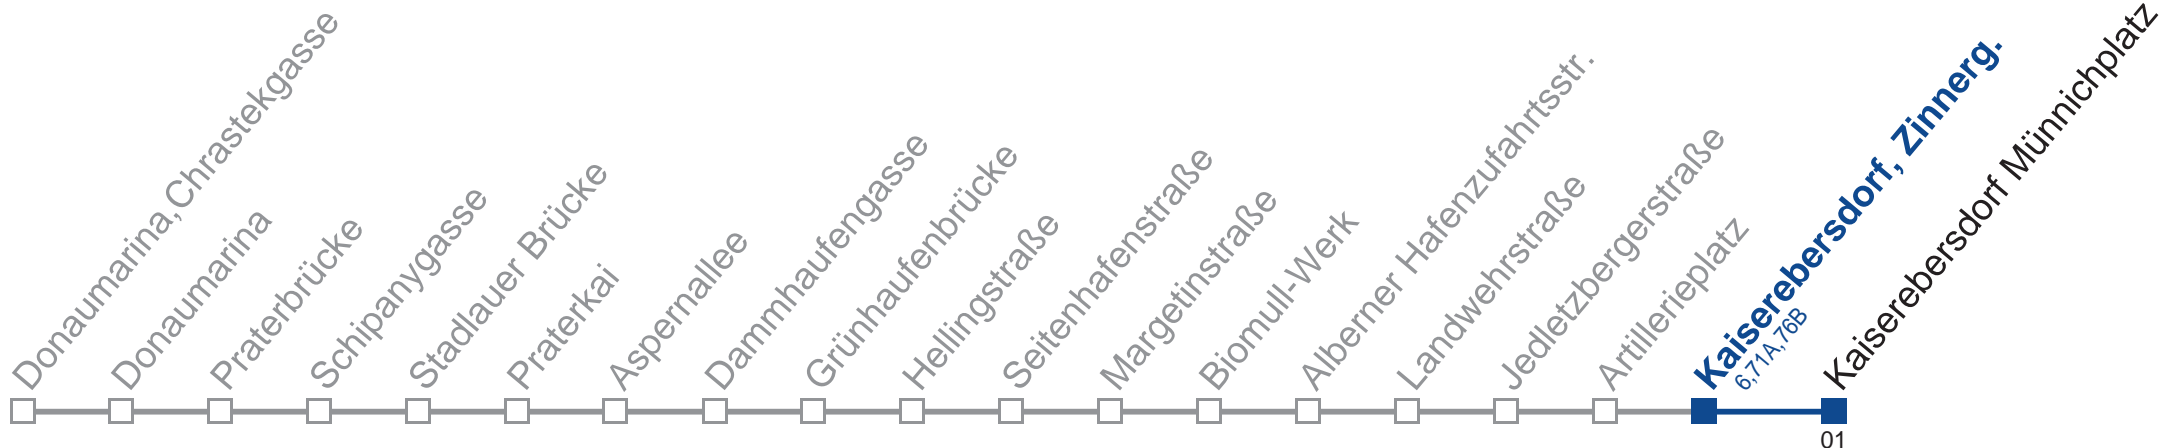 Donaumarina, Chrastekgasse
Donaumarina
Praterbrücke
Schipanygasse
Stadlauer Brücke
Praterkai
Aspernallee
Dammhaufengasse
Grünhaufenbrücke
Hellingstraße
Seitenhafenstraße
Margetinstraße
Biomull-Werk
Alberner Hafenzufahrtsstr.
Landwehrstraße
Jedletzbergerstraße
Artillerieplatz
Kaiserebersdorf, Zinnerg.
6,71A,76B
Kaiserebersdorf Münnichplatz
01